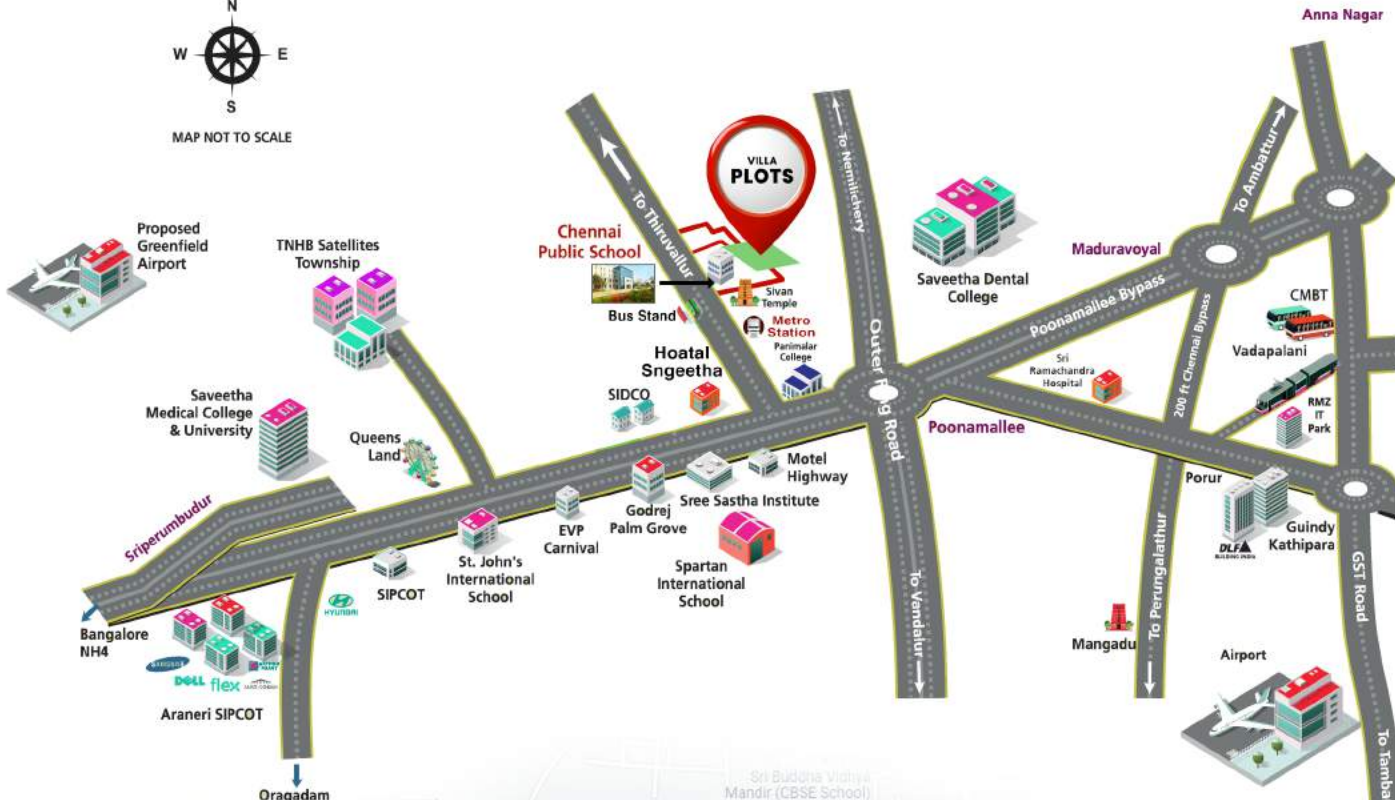 N
W
E
S
MAP NOT TO SCALE
Anna Nagar
VILLA
PLOTS
To Thiruvallur
To Nemilichery
To Ambattur
Proposed
Greenfield
Airport
TNHB Satellites
Township
Chennai
Public School
Bus Stand
Sivan
Temple
Metro
Station
Panimalar
College
Saveetha Dental
College
Maduravoyal
Poonamallee Bypass
200 ft Chennai Bypass
CMBT
Vadapalani
RMZ
IT
Park
Sri
Ramachandra
Hospital
Hoatal
Sngeetha
SIDCO
Outer Ring Road
Poonamallee
Saveetha
Medical College
& University
Queens
Land
Motel
Highway
Sree Sastha Institute
Godrej
Palm Grove
EVP
Carnival
Spartan
International
School
St. John's
International
School
SIPCOT
HYUNDAI
Sriperumbudur
Bangalore
NH4
SAMSUNG
DELL
flex
Araneri SIPCOT
Oragadam
To Vandalur
To Perungalathur
Mangadu
Porur
DLF
BUILDING INDIA
Guindy
Kathipara
GST Road
Airport
To Tamba
Sri Buddha Vidhya
Mandir (CBSE School)